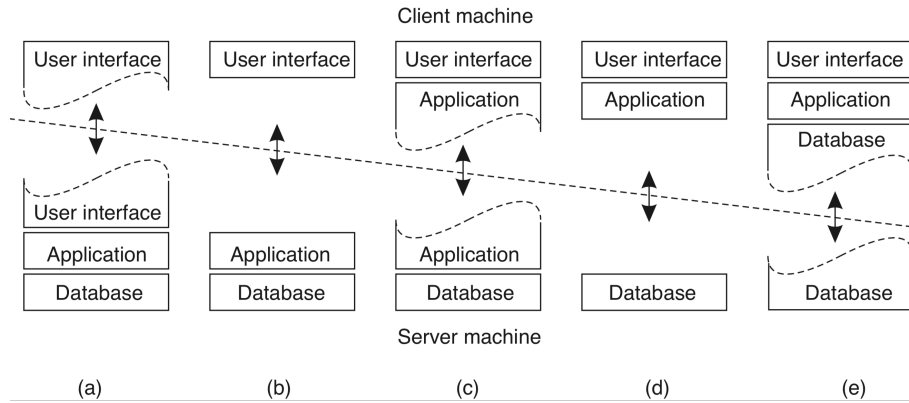 Client machine
User interface User interface User interface User interface User interface
Application Application Application
Database
User interface
Application Application Application
Database Database Database Database Database
Server machine
(a) (b) (c) (d) (e)